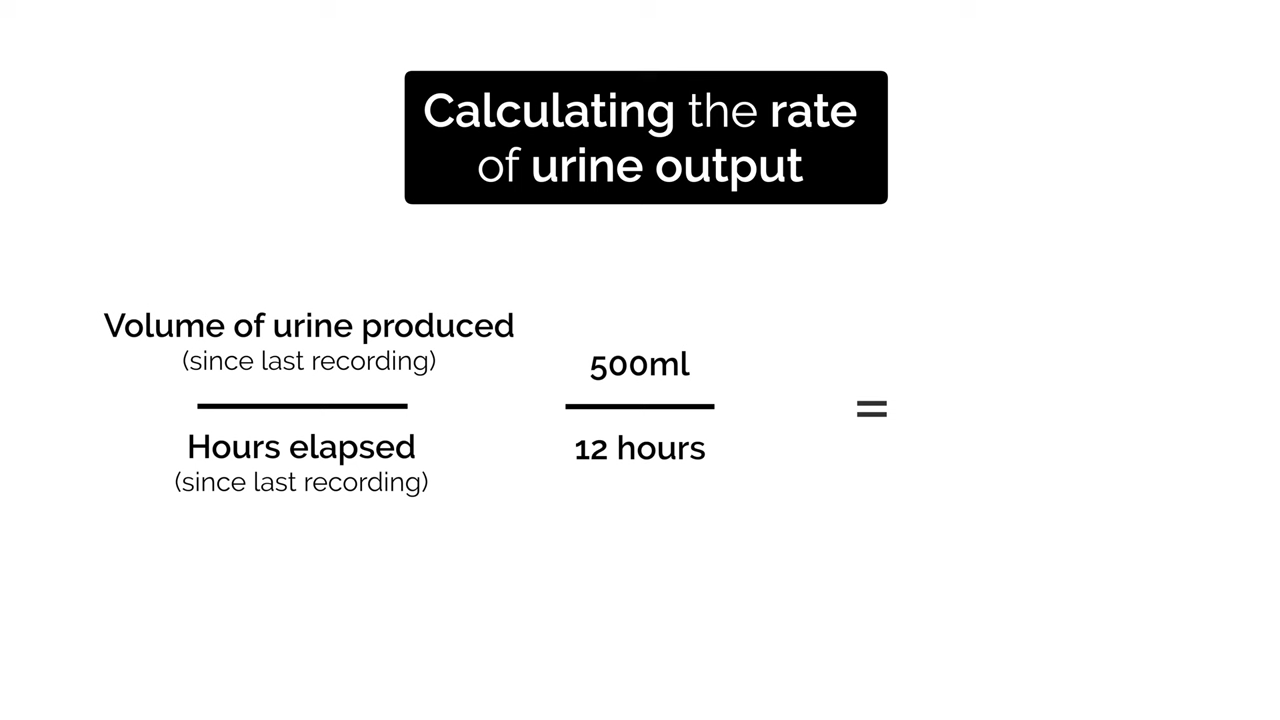 Calculating the rate
of urine output
Volume of urine produced
(since last recording)
Hours elapsed
(since last recording)
500ml
12 hours
=